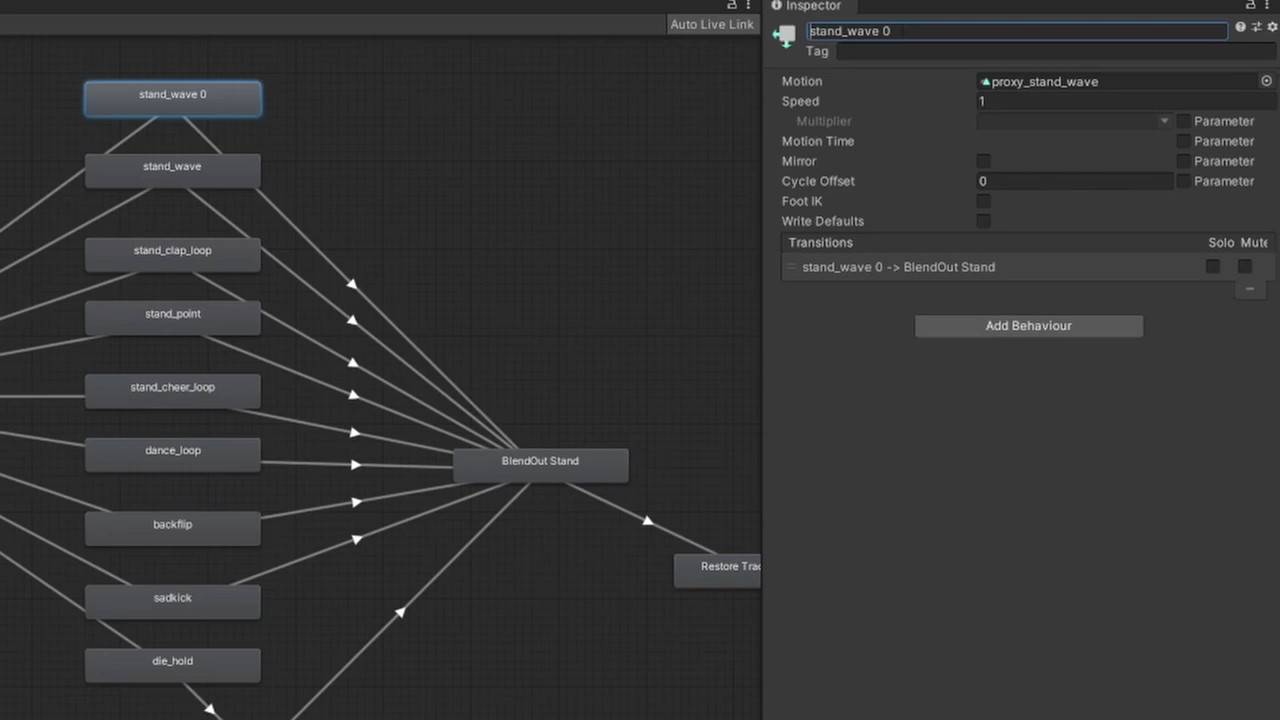 Auto Live Link
stand_wave 0
stand_wave
stand_clap_loop
stand_point
stand_cheer_loop
dance_loop
backflip
sadkick
die_hold
BlendOut Stand
Restore
Inspector
stand_wave 0
Tag
Motion
proxy_stand_wave
Speed
1
Multiplier
Parameter
Motion Time
Parameter
Mirror
Parameter
Cycle Offset
0
Parameter
Foot IK
Write Defaults
Transitions
Solo
Mute
stand_wave 0 -> BlendOut Stand
Add Behaviour